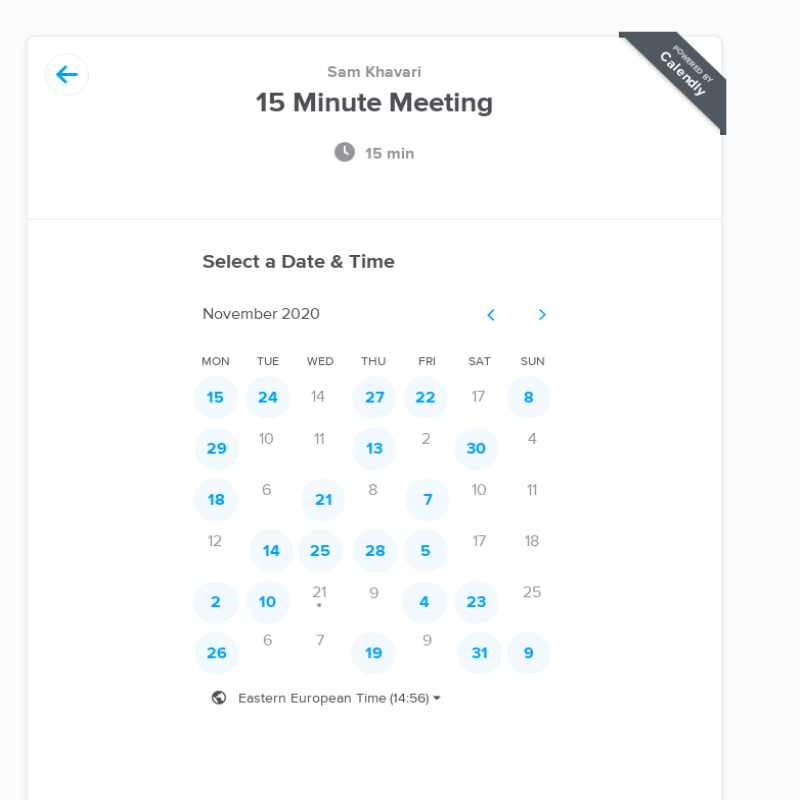 POWERED BY
Calendly
Sam Khavari
15 Minute Meeting
15 min
Select a Date & Time
November 2020
MON TUE WED THU FRI SAT SUN
15 24 14 27 22 17 8
29 10 11 13 2 30 4
18 6 21 8 7 10 11
12 14 25 28 5 17 18
2 10 21 9 4 23 25
26 6 7 19 9 31 9
Eastern European Time (14:56)